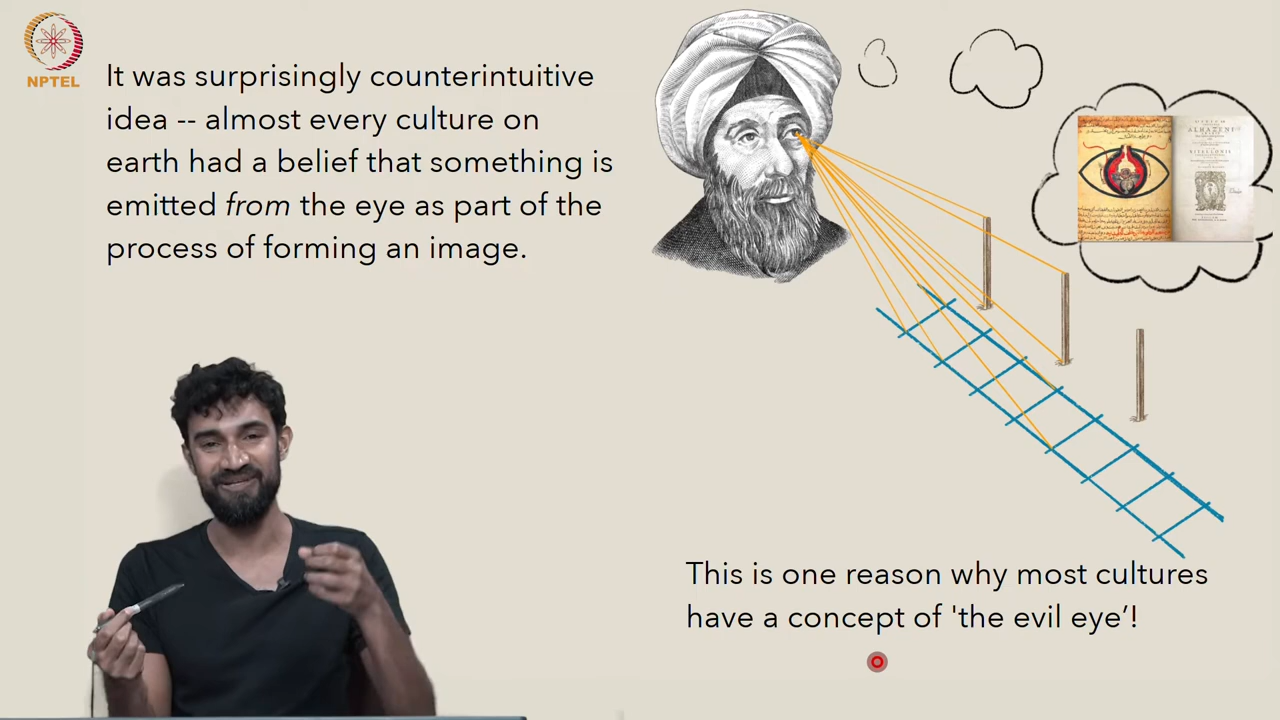 NPTEL
It was surprisingly counterintuitive
idea -- almost every culture on
earth had a belief that something is
emitted from the eye as part of the
process of forming an image.
ALHAZENI
VITELLONIS
This is one reason why most cultures
have a concept of 'the evil eye'!